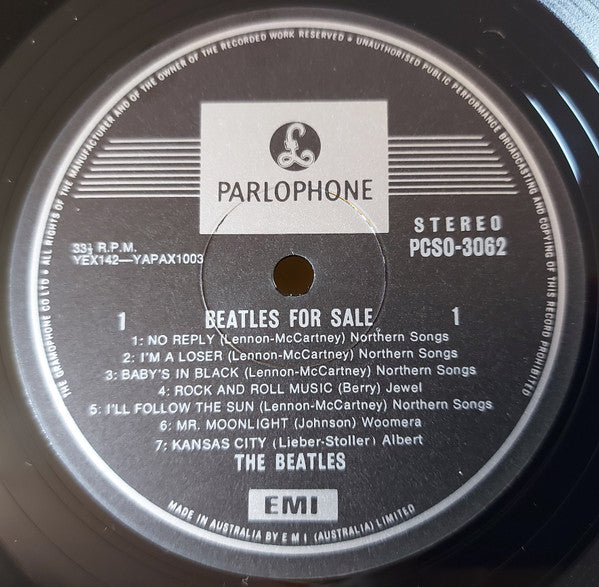 ALL RIGHTS OF THE MANUFACTURER AND OF THE OWNER OF THE RECORDED WORK RESERVED • UNAUTHORISED PUBLIC PERFORMANCE BROADCASTING AND COPYING OF THIS RECORD PROHIBITED
THE GRAMOPHONE CO LTD •
£
PARLOPHONE
STEREO
33⅓ R.P.M.
PCSO-3062
YEX142—YAPAX1003
1 BEATLES FOR SALE 1
1: NO REPLY (Lennon-McCartney) Northern Songs
2: I'M A LOSER (Lennon-McCartney) Northern Songs
3: BABY'S IN BLACK (Lennon-McCartney) Northern Songs
4: ROCK AND ROLL MUSIC (Berry) Jewel
5: I'LL FOLLOW THE SUN (Lennon-McCartney) Northern Songs
6: MR. MOONLIGHT (Johnson) Woomera
7: KANSAS CITY (Lieber-Stoller) Albert
THE BEATLES
EMI
MADE IN AUSTRALIA BY E M I (AUSTRALIA) LIMITED